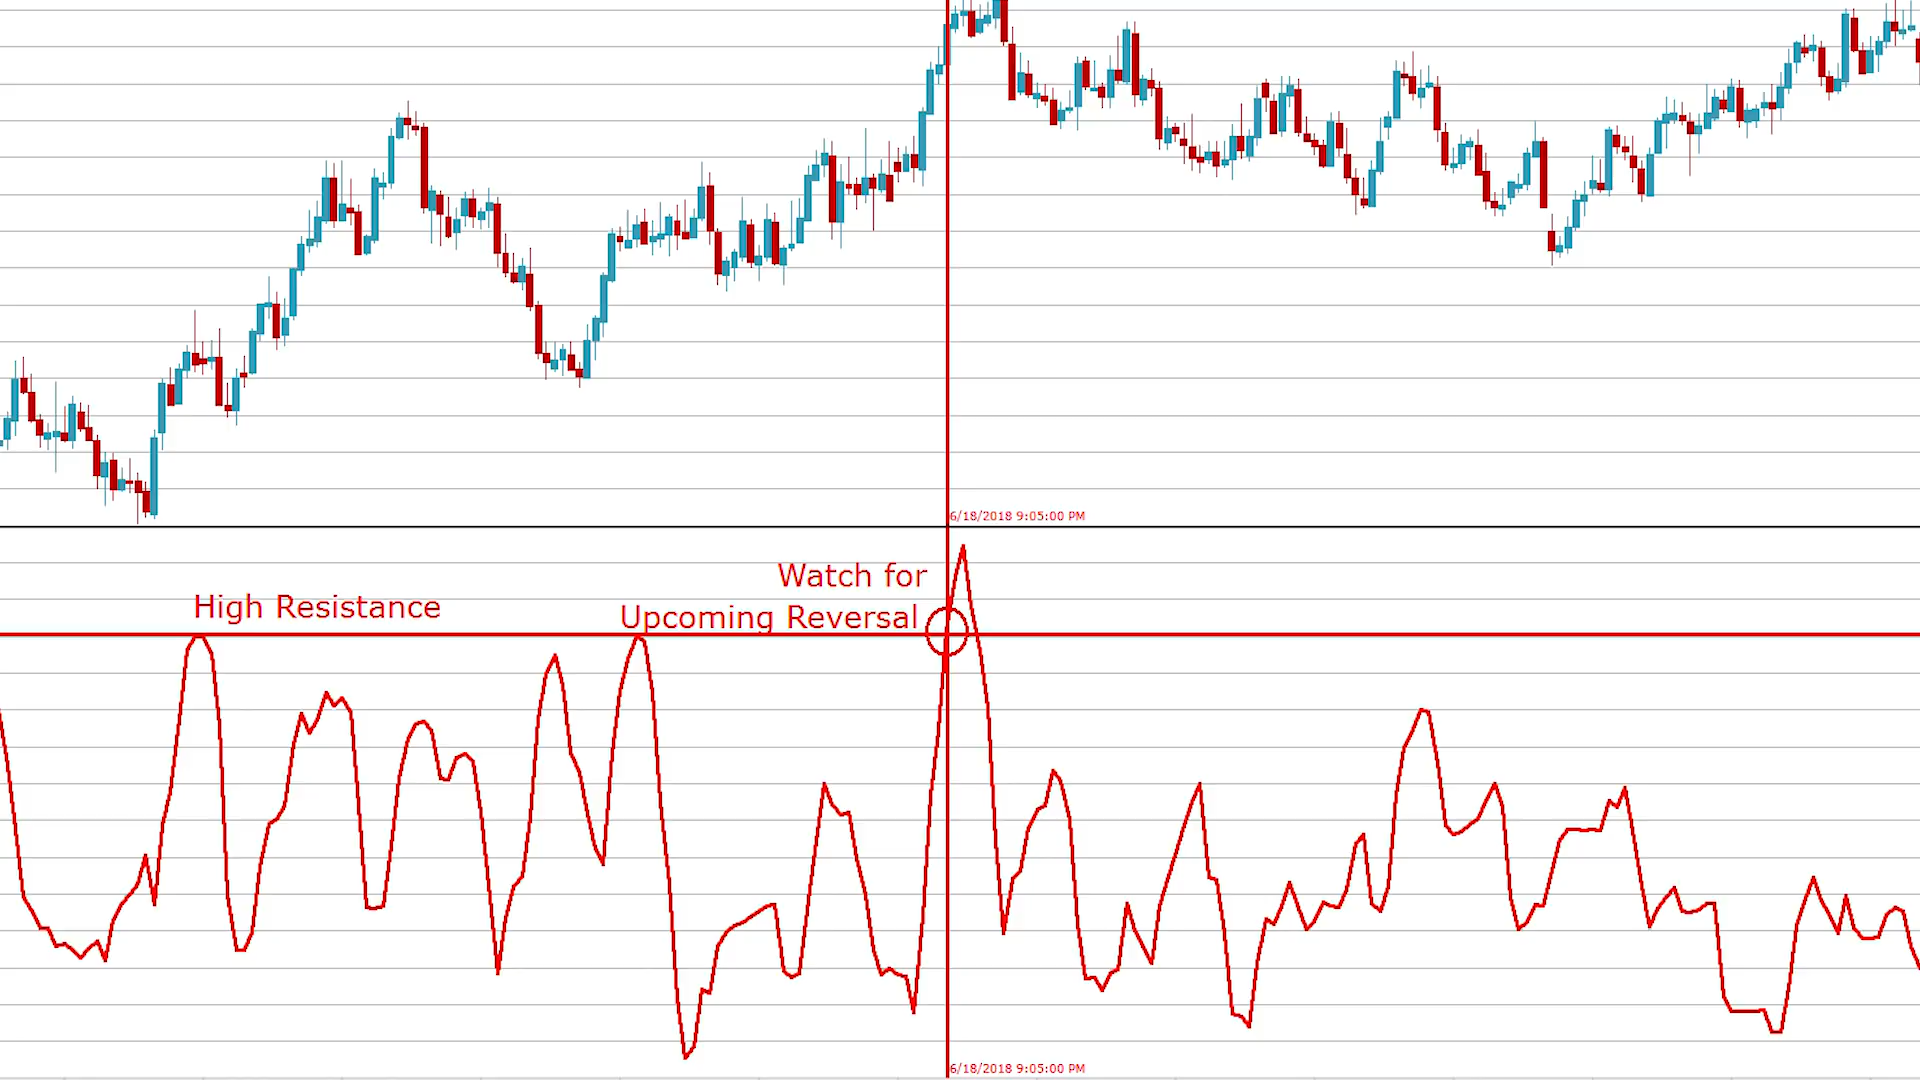 6/18/2018 9:05:00 PM
Watch for
Upcoming Reversal
High Resistance
6/18/2018 9:05:00 PM